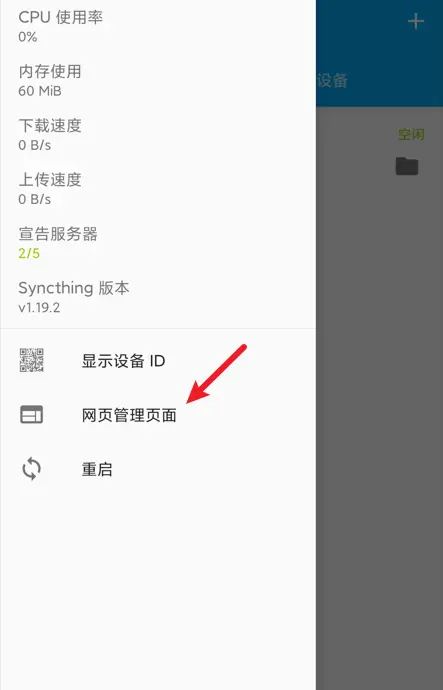 CPU 使用率
0%
内存使用
60 MiB
下载速度
0 B/s
上传速度
0 B/s
宣告服务器
2/5
Syncthing 版本
v1.19.2
显示设备 ID
网页管理页面
重启
设备
空闲